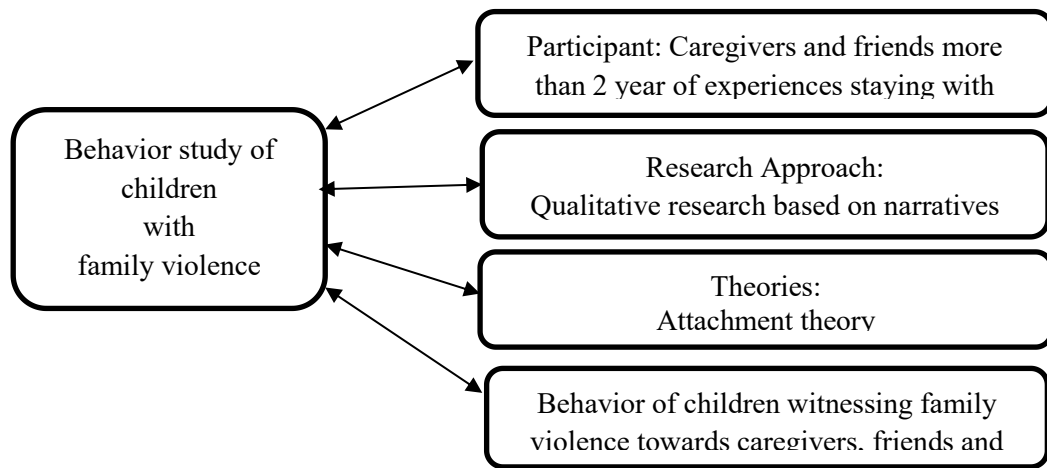 Participant: Caregivers and friends more
than 2 year of experiences staying with
Behavior study of
children
with
family violence
Research Approach:
Qualitative research based on narratives
Theories:
Attachment theory
Behavior of children witnessing family
violence towards caregivers, friends and